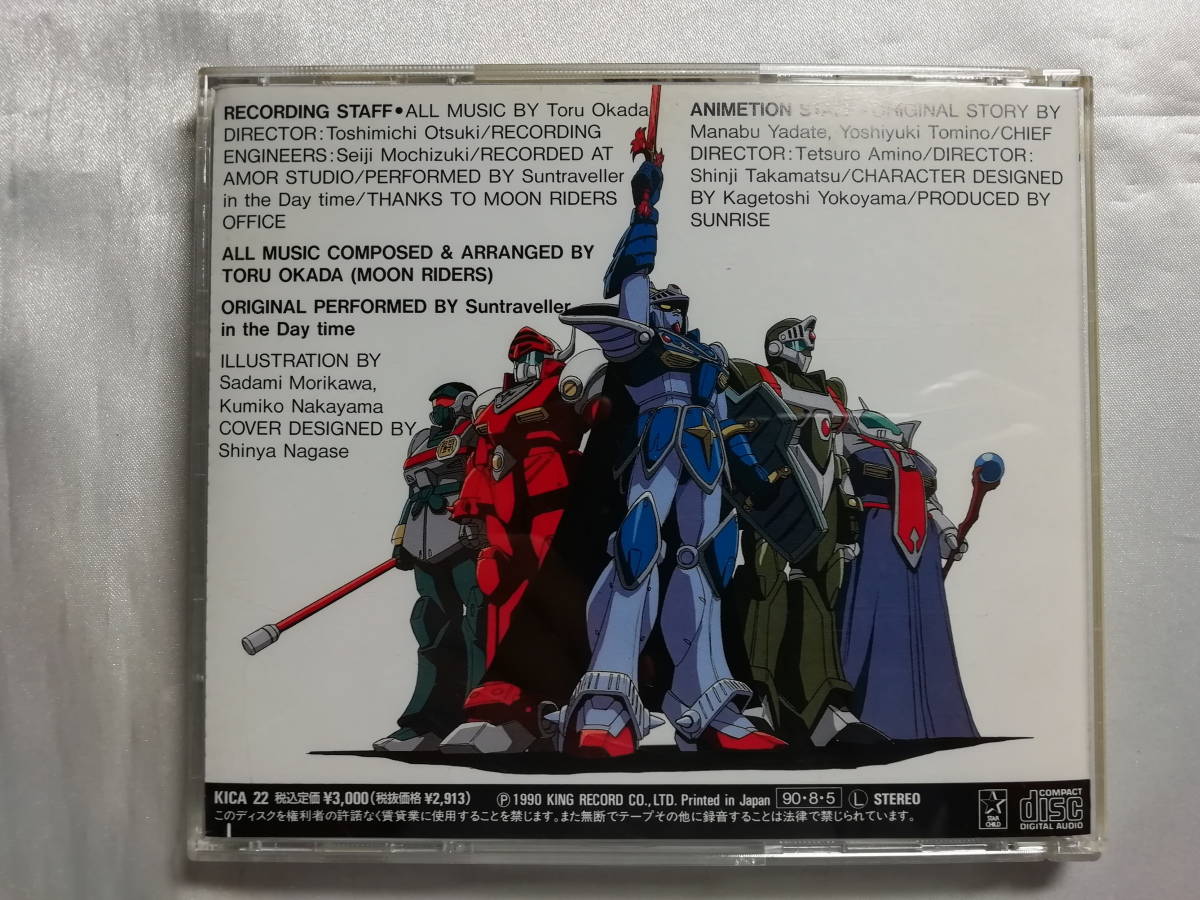 RECORDING STAFF•ALL MUSIC BY Toru Okada
DIRECTOR:Toshimichi Otsuki/RECORDING
ENGINEERS:Seiji Mochizuki/RECORDED AT
AMOR STUDIO/PERFORMED BY Suntraveller
in the Day time/THANKS TO MOON RIDERS
OFFICE
ALL MUSIC COMPOSED & ARRANGED BY
TORU OKADA (MOON RIDERS)
ORIGINAL PERFORMED BY Suntraveller
in the Day time
ILLUSTRATION BY
Sadami Morikawa,
Kumiko Nakayama
COVER DESIGNED BY
Shinya Nagase
ANIMETION STAFF•ORIGINAL STORY BY
Manabu Yadate, Yoshiyuki Tomino/CHIEF
DIRECTOR:Tetsuro Amino/DIRECTOR:
Shinji Takamatsu/CHARACTER DESIGNED
BY Kagetoshi Yokoyama/PRODUCED BY
SUNRISE
KICA 22 税込定価¥3,000(税抜価格¥2,913) Ⓟ1990 KING RECORD CO.,LTD. Printed in Japan 90・8・5 Ⓛ STEREO
このディスクを権利者の許諾なく賃貸業に使用することを禁じます。また無断でテープその他に録音することは法律で禁じられています。
STAR
CHILD
COMPACT
disc
DIGITAL AUDIO